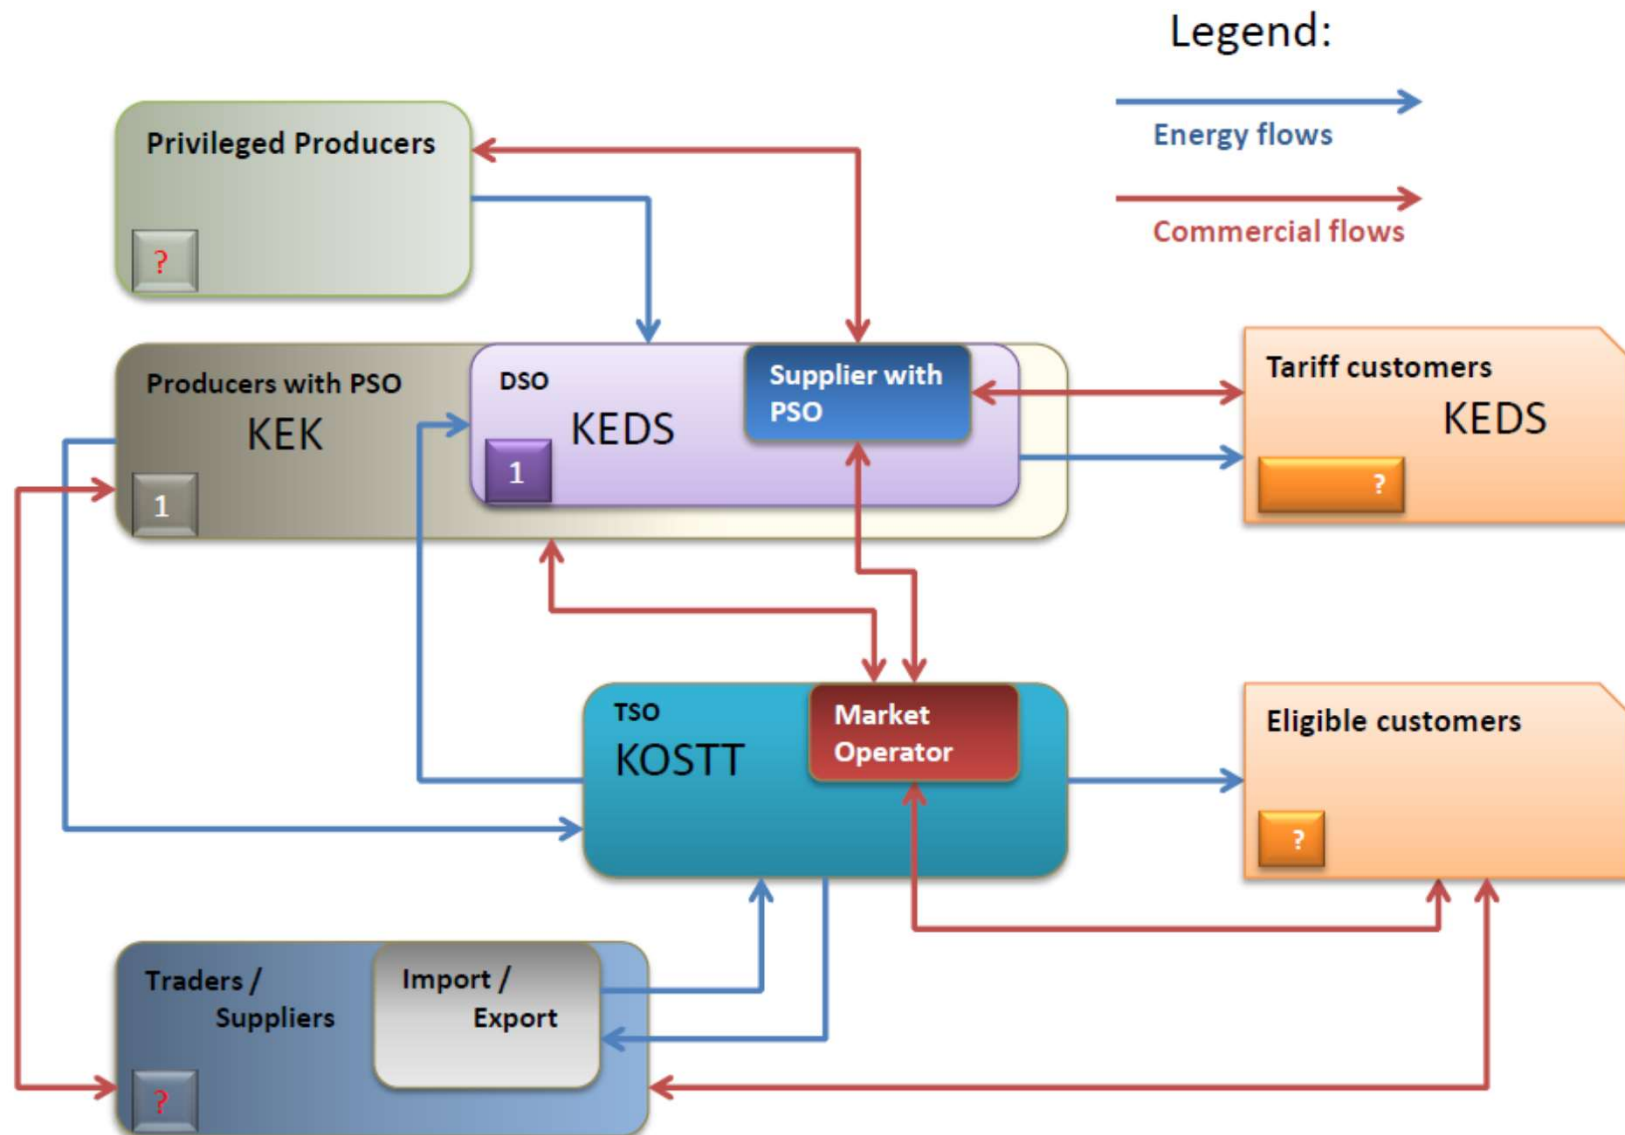 Legend:
Energy flows
Commercial flows
Privileged Producers
?
Producers with PSO
KEK
1
DSO
KEDS
1
Supplier with
PSO
Tariff customers
KEDS
?
TSO
KOSTT
Market
Operator
Eligible customers
?
Traders /
Suppliers
?
Import /
Export